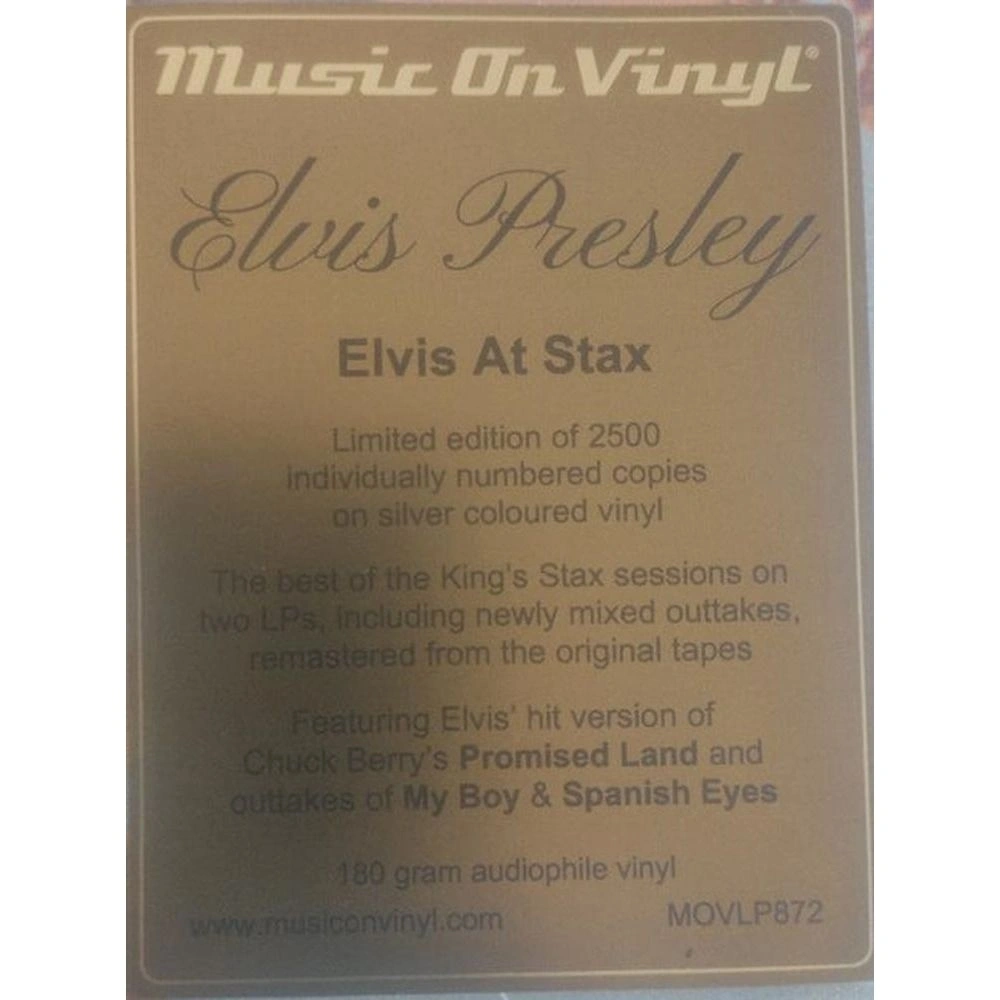 Music On Vinyl®
Elvis Presley
Elvis At Stax
Limited edition of 2500
individually numbered copies
on silver coloured vinyl
The best of the King's Stax sessions on
two LPs, including newly mixed outtakes,
remastered from the original tapes
Featuring Elvis' hit version of
Chuck Berry's Promised Land and
outtakes of My Boy & Spanish Eyes
180 gram audiophile vinyl
www.musiconvinyl.com MOVLP872